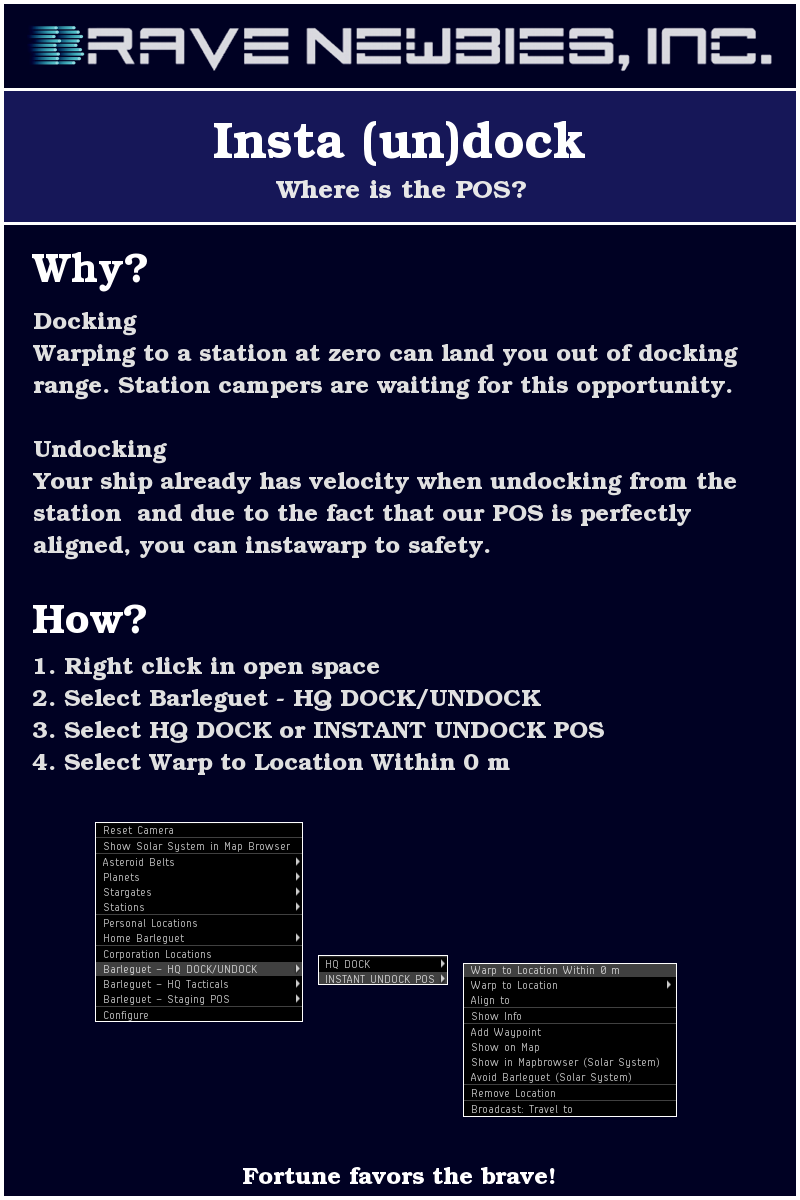 BRAVE NEWBIES, INC.
Insta (un)dock
Where is the POS?
Why?
Docking
Warping to a station at zero can land you out of docking
range. Station campers are waiting for this opportunity.
Undocking
Your ship already has velocity when undocking from the
station  and due to the fact that our POS is perfectly
aligned, you can instawarp to safety.
How?
1. Right click in open space
2. Select Barleguet - HQ DOCK/UNDOCK
3. Select HQ DOCK or INSTANT UNDOCK POS
4. Select Warp to Location Within 0 m
Reset Camera
Show Solar System in Map Browser
Asteroid Belts
Planets
Stargates
Stations
Personal Locations
Home Barleguet
Corporation Locations
Barleguet – HQ DOCK/UNDOCK
Barleguet – HQ Tacticals
Barleguet – Staging POS
Configure
HQ DOCK
INSTANT UNDOCK POS
Warp to Location Within 0 m
Warp to Location
Align to
Show Info
Add Waypoint
Show on Map
Show in Mapbrowser (Solar System)
Avoid Barleguet (Solar System)
Remove Location
Broadcast: Travel to
Fortune favors the brave!